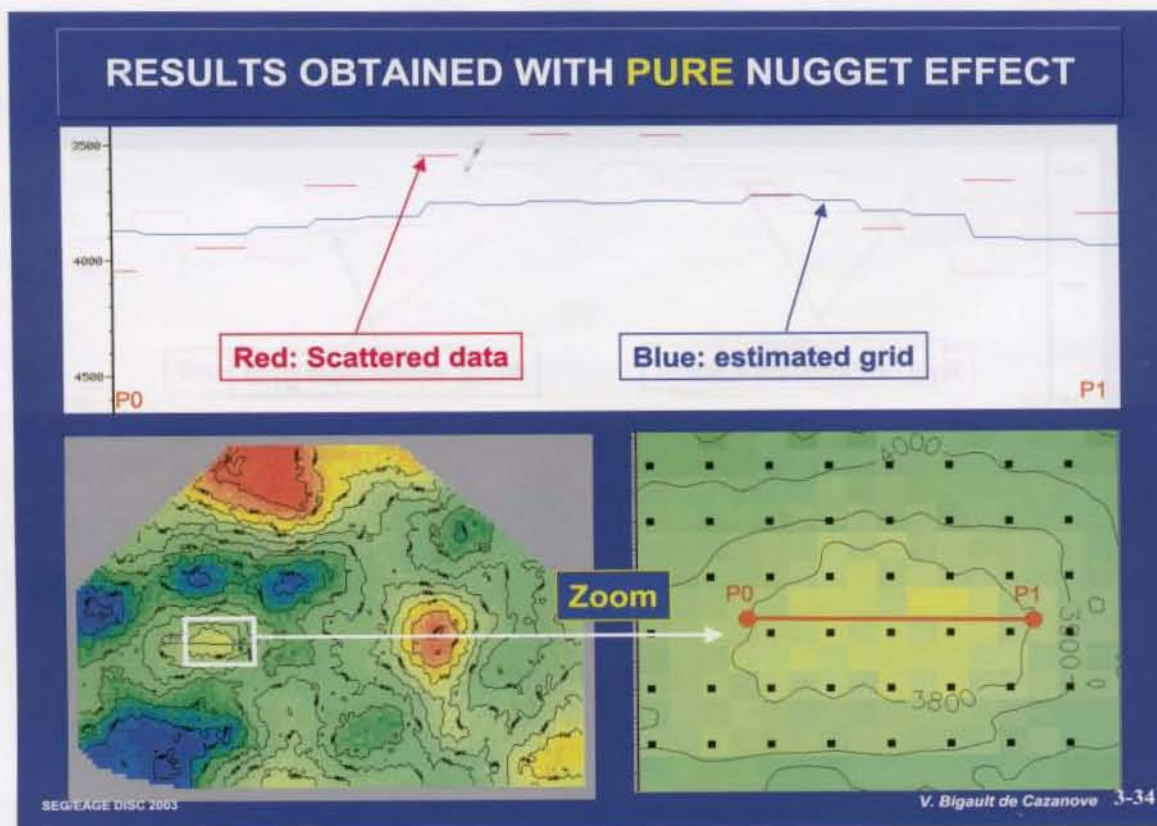 RESULTS OBTAINED WITH PURE NUGGET EFFECT
3500
4000
4500
Red: Scattered data
Blue: estimated grid
P0
P1
4000
Zoom
P0
P1
3900
3800
SEG/EAGE DISC 2003
V. Bigault de Cazanove 3-34